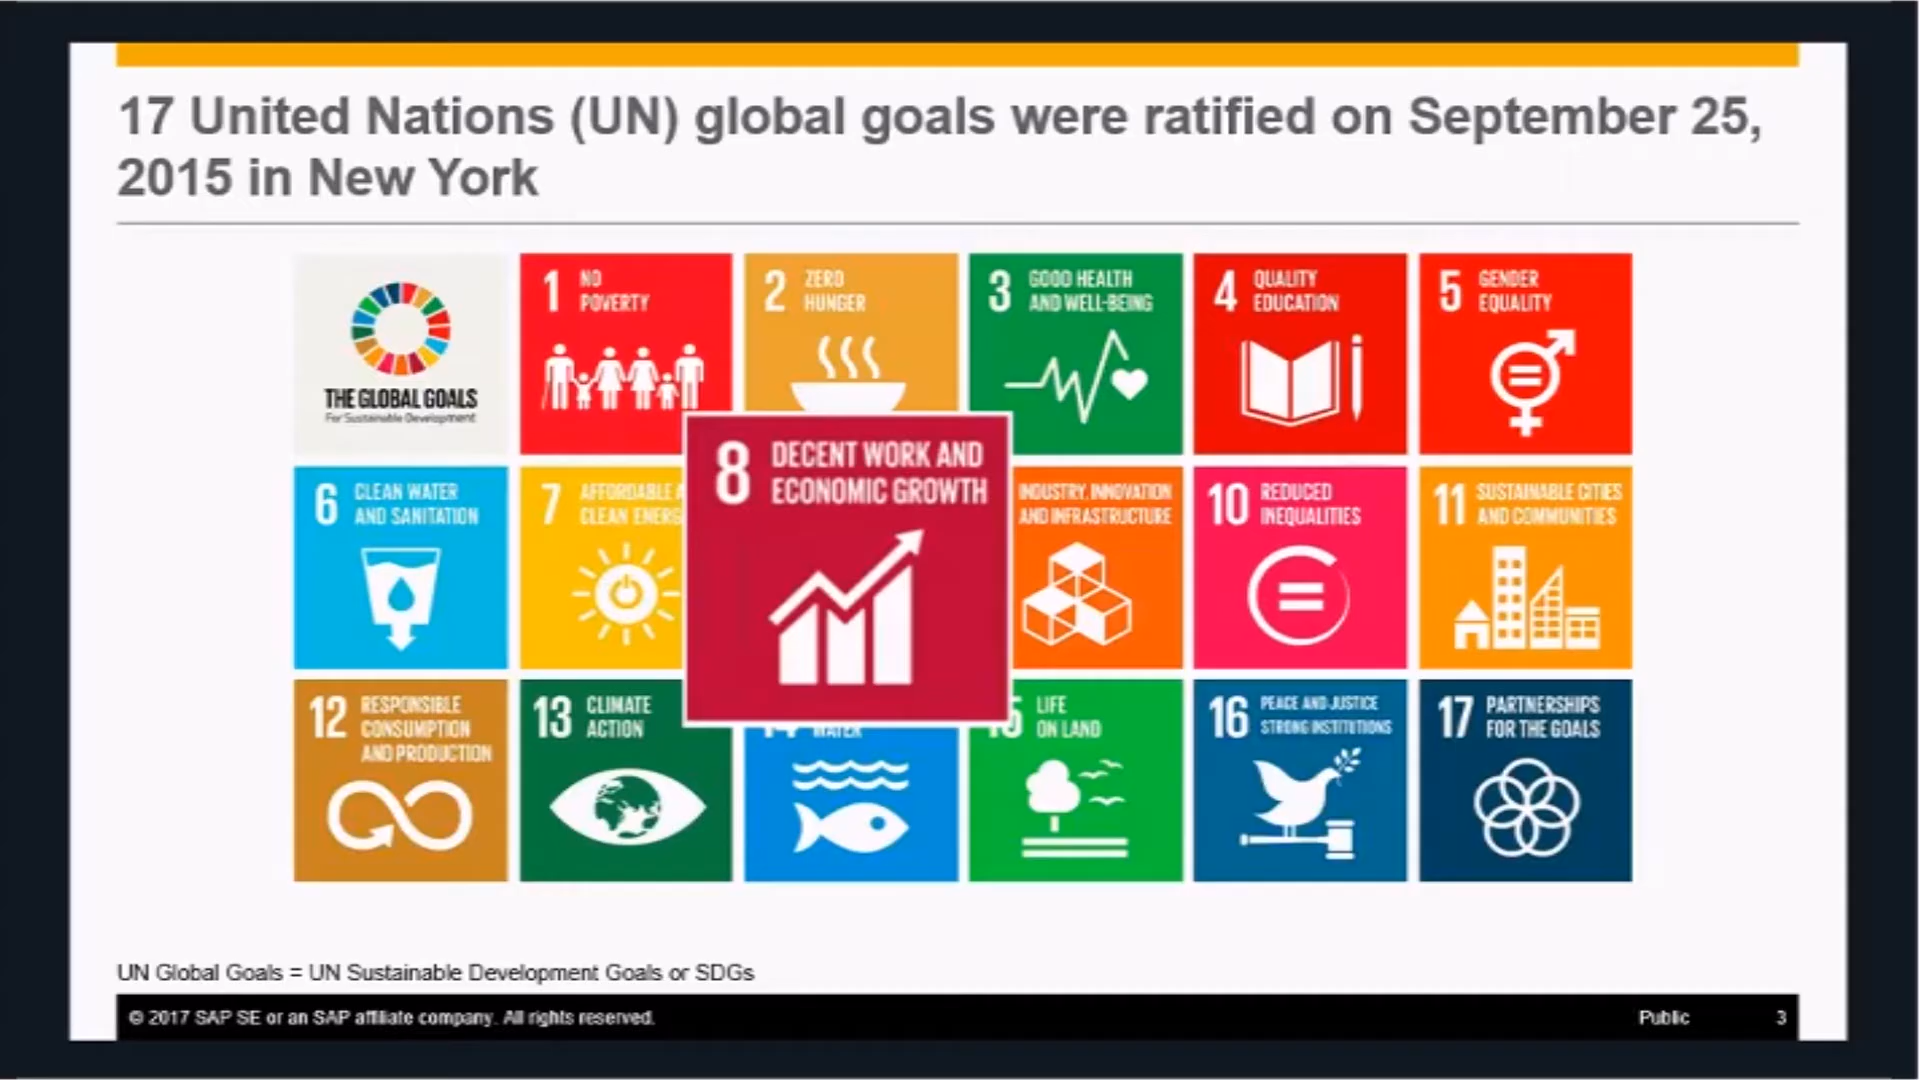 17 United Nations (UN) global goals were ratified on September 25,
2015 in New York
THE GLOBAL GOALS
For Sustainable Development
1 NO
POVERTY
2 ZERO
HUNGER
3 GOOD HEALTH
AND WELL-BEING
4 QUALITY
EDUCATION
5 GENDER
EQUALITY
6 CLEAN WATER
AND SANITATION
7 AFFORDABLE
CLEAN
8 DECENT WORK AND
ECONOMIC GROWTH
INDUSTRY, INNOVATION
AND INFRASTRUCTURE
10 REDUCED
INEQUALITIES
11 SUSTAINABLE CITIES
AND COMMUNITIES
12 RESPONSIBLE
CONSUMPTION
AND PRODUCTION
13 CLIMATE
ACTION
WATER
LIFE
ON LAND
16 PEACE AND JUSTICE
STRONG INSTITUTIONS
17 PARTNERSHIPS
FOR THE GOALS
UN Global Goals = UN Sustainable Development Goals or SDGs
© 2017 SAP SE or an SAP affiliate company. All rights reserved.
Public 3